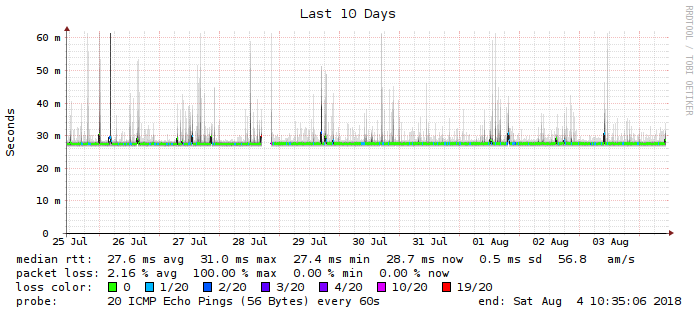 Last 10 Days
RRDTOOL / TOBI OETIKER
Seconds
60 m
50 m
40 m
30 m
20 m
10 m
0
25 Jul 26 Jul 27 Jul 28 Jul 29 Jul 30 Jul 31 Jul 01 Aug 02 Aug 03 Aug
median rtt: 27.6 ms avg 31.0 ms max 27.4 ms min 28.7 ms now 0.5 ms sd 56.8 am/s
packet loss: 2.16 % avg 100.00 % max 0.00 % min 0.00 % now
loss color: 0 1/20 2/20 3/20 4/20 10/20 19/20
probe: 20 ICMP Echo Pings (56 Bytes) every 60s end: Sat Aug 4 10:35:06 2018